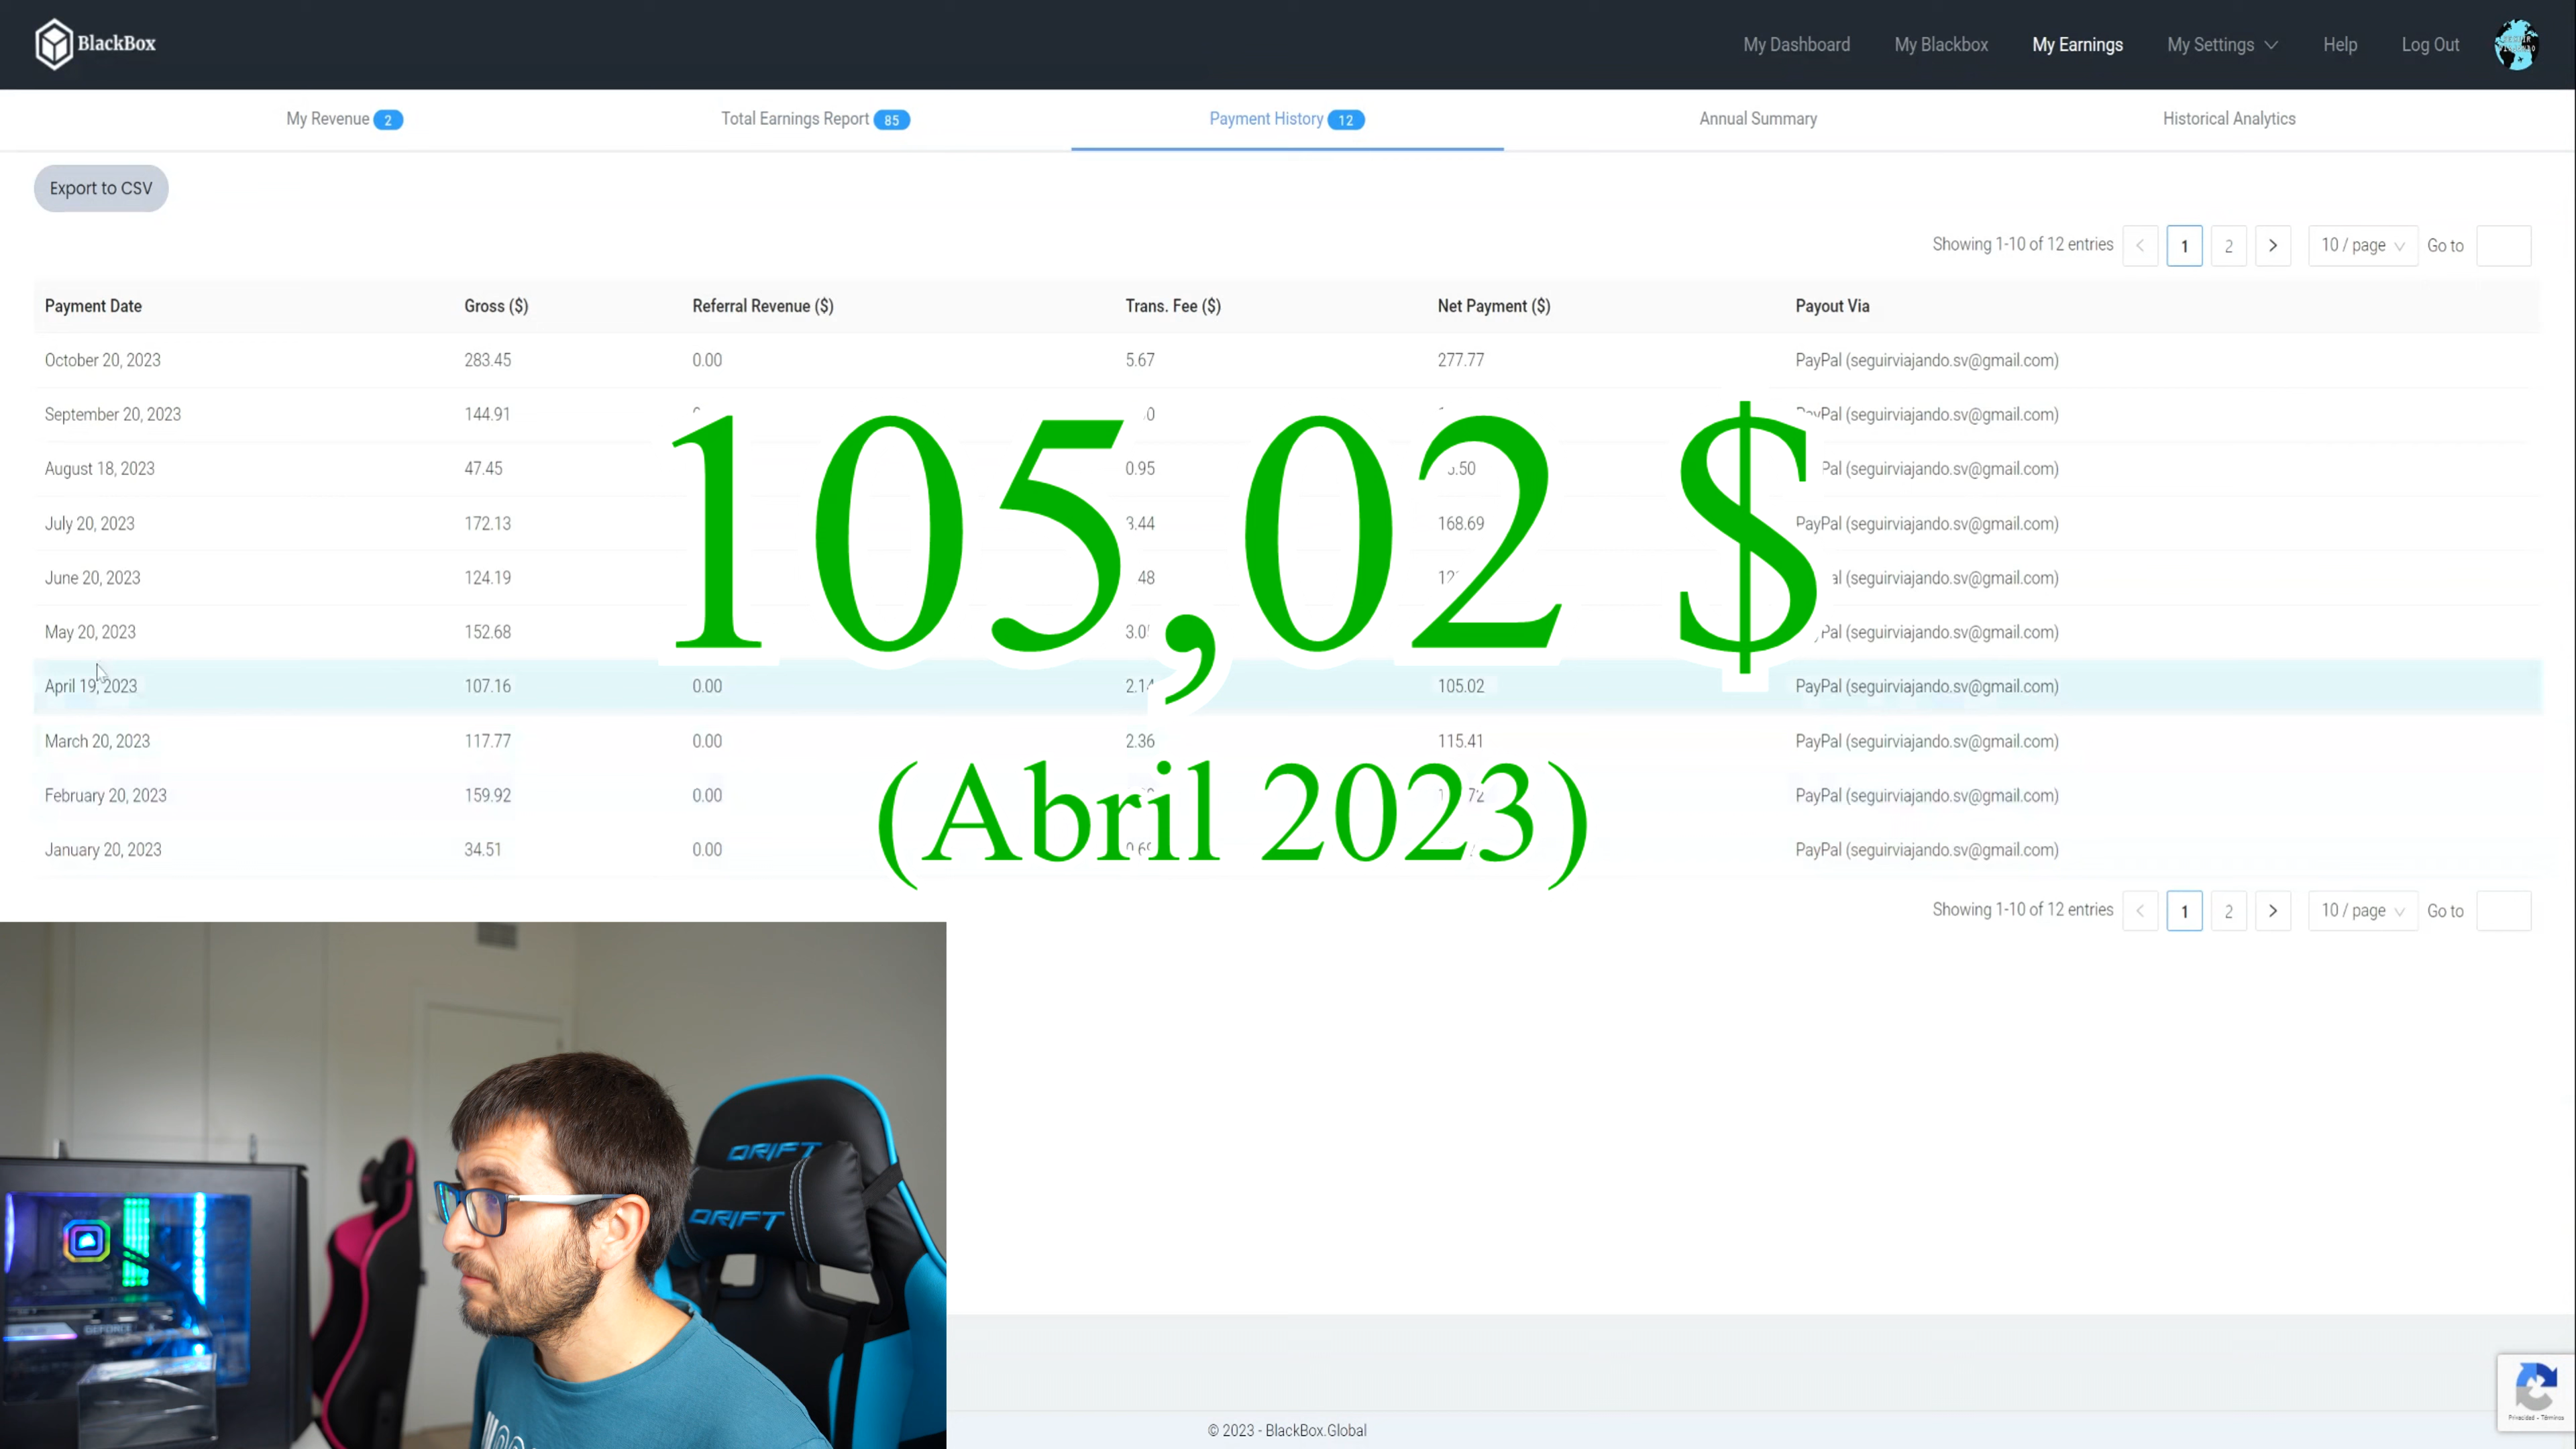 BlackBox My Dashboard My Blackbox My Earnings My Settings Help Log Out
My Revenue 2 Total Earnings Report 85 Payment History 12 Annual Summary Historical Analytics
Export to CSV
Showing 1-10 of 12 entries 1 2 10 / page Go to
Payment Date Gross ($) Referral Revenue ($) Trans. Fee ($) Net Payment ($) Payout Via
October 20, 2023 283.45 0.00 5.67 277.77 PayPal (seguirviajando.sv@gmail.com)
September 20, 2023 144.91 PayPal (seguirviajando.sv@gmail.com)
August 18, 2023 47.45 0.95 (seguirviajando.sv@gmail.com)
July 20, 2023 172.13 3.44 168.69 PayPal (seguirviajando.sv@gmail.com)
June 20, 2023 124.19 (seguirviajando.sv@gmail.com)
May 20, 2023 152.68 (seguirviajando.sv@gmail.com)
April 19, 2023 107.16 0.00 2.14 105.02 PayPal (seguirviajando.sv@gmail.com)
March 20, 2023 117.77 0.00 2.36 115.41 PayPal (seguirviajando.sv@gmail.com)
February 20, 2023 159.92 0.00 PayPal (seguirviajando.sv@gmail.com)
January 20, 2023 34.51 0.00 PayPal (seguirviajando.sv@gmail.com)
105,02 $
(Abril 2023)
Showing 1-10 of 12 entries 1 2 10 / page Go to
DRIFT
DRIFT
GEFORCE
Privacidad - Términos
© 2023 - BlackBox.Global